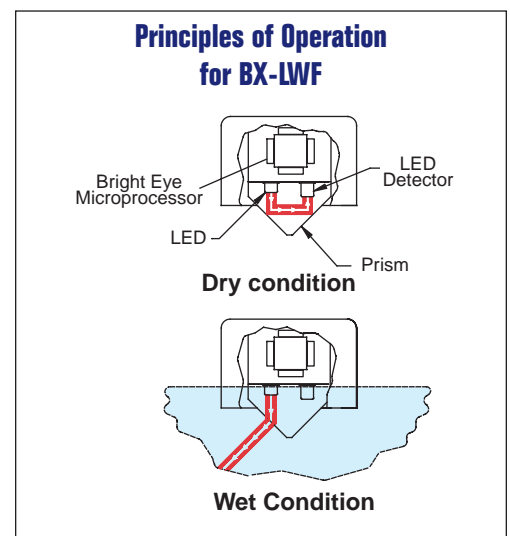 Principles of Operation
for BX-LWF
Bright Eye
Microprocessor
LED
Detector
LED
Prism
Dry condition
Wet Condition